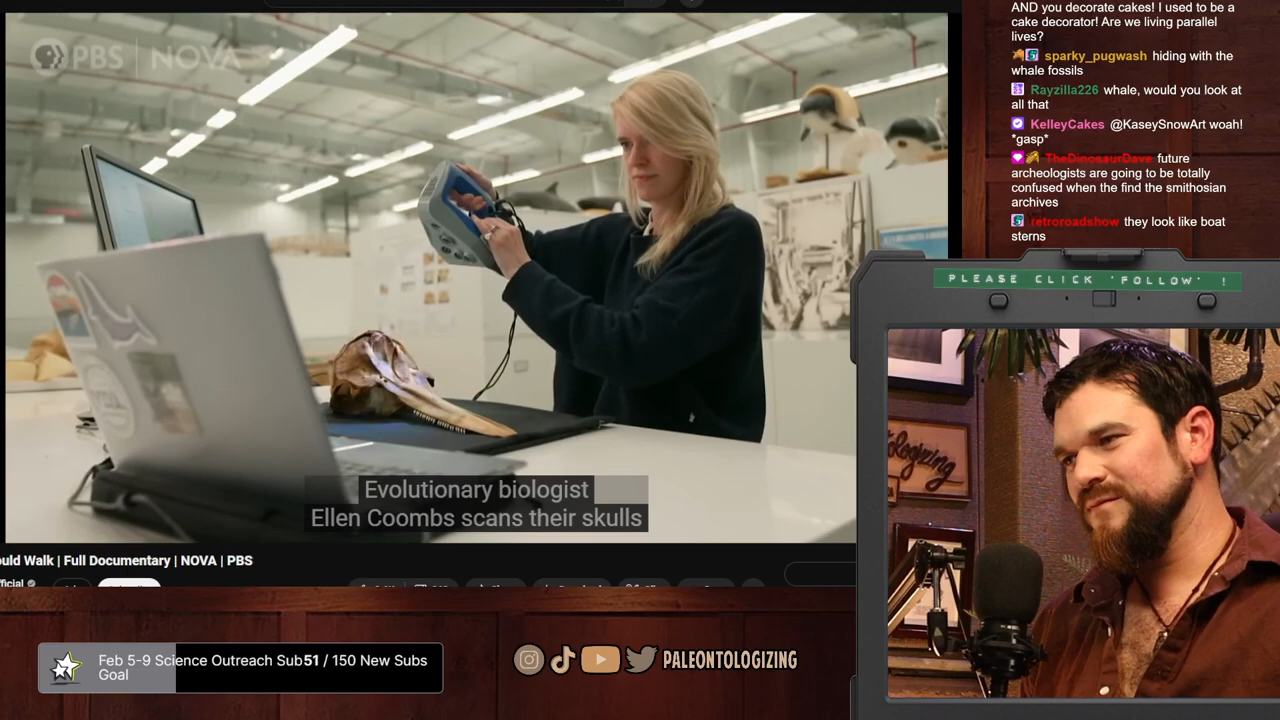 PBS NOVA
Evolutionary biologist
Ellen Coombs scans their skulls
ould Walk | Full Documentary | NOVA | PBS
fficial
AND you decorate cakes! I used to be a
cake decorator! Are we living parallel
lives?
sparky_pugwash hiding with the
whale fossils
Rayzilla226 whale, would you look at
all that
KelleyCakes @KaseySnowArt woah!
*gasp*
TheDinosaurDave future
archeologists are going to be totally
confused when the find the smithosian
archives
retroroadshow they look like boat
sterns
PLEASE CLICK "FOLLOW" !
ologizing
Feb 5-9 Science Outreach Sub 51 / 150 New Subs
Goal
PALEONTOLOGIZING